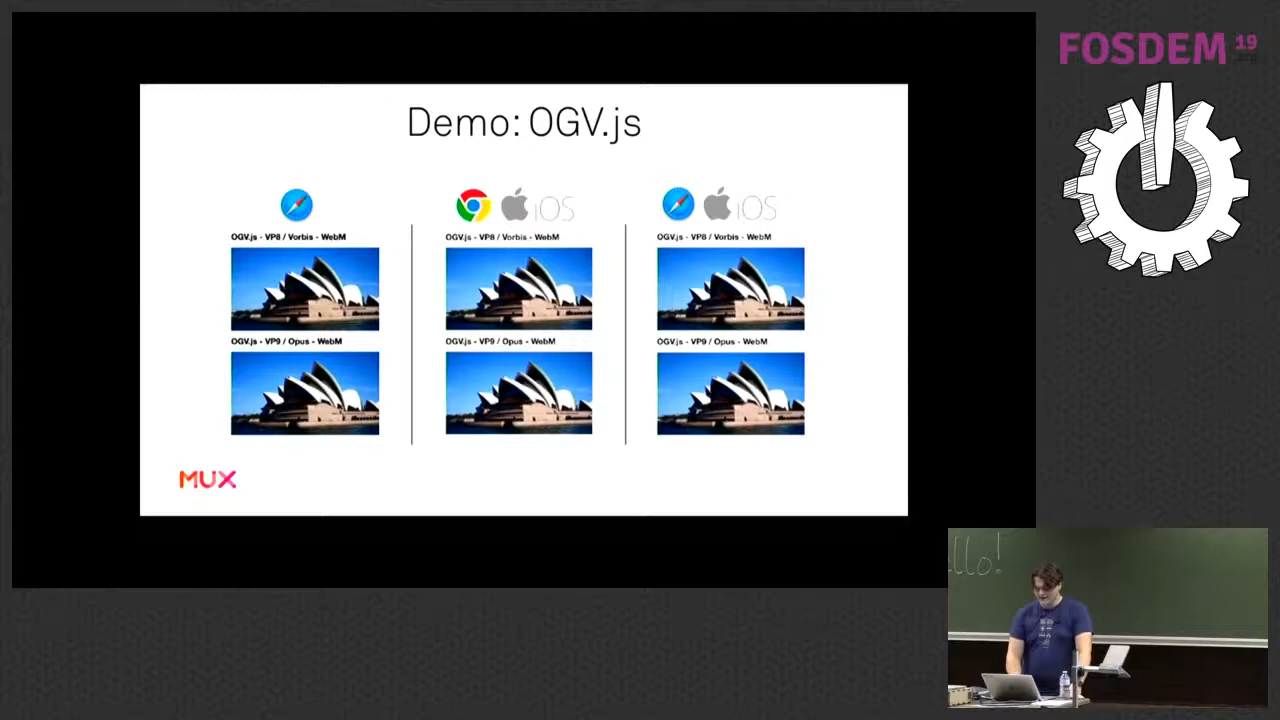 FOSDEM 19
.org
Demo: OGV.js
iOS
iOS
OGV.js - VP8 / Vorbis - WebM
OGV.js - VP8 / Vorbis - WebM
OGV.js - VP8 / Vorbis - WebM
OGV.js - VP9 / Opus - WebM
OGV.js - VP9 / Opus - WebM
OGV.js - VP9 / Opus - WebM
MUX
llo!